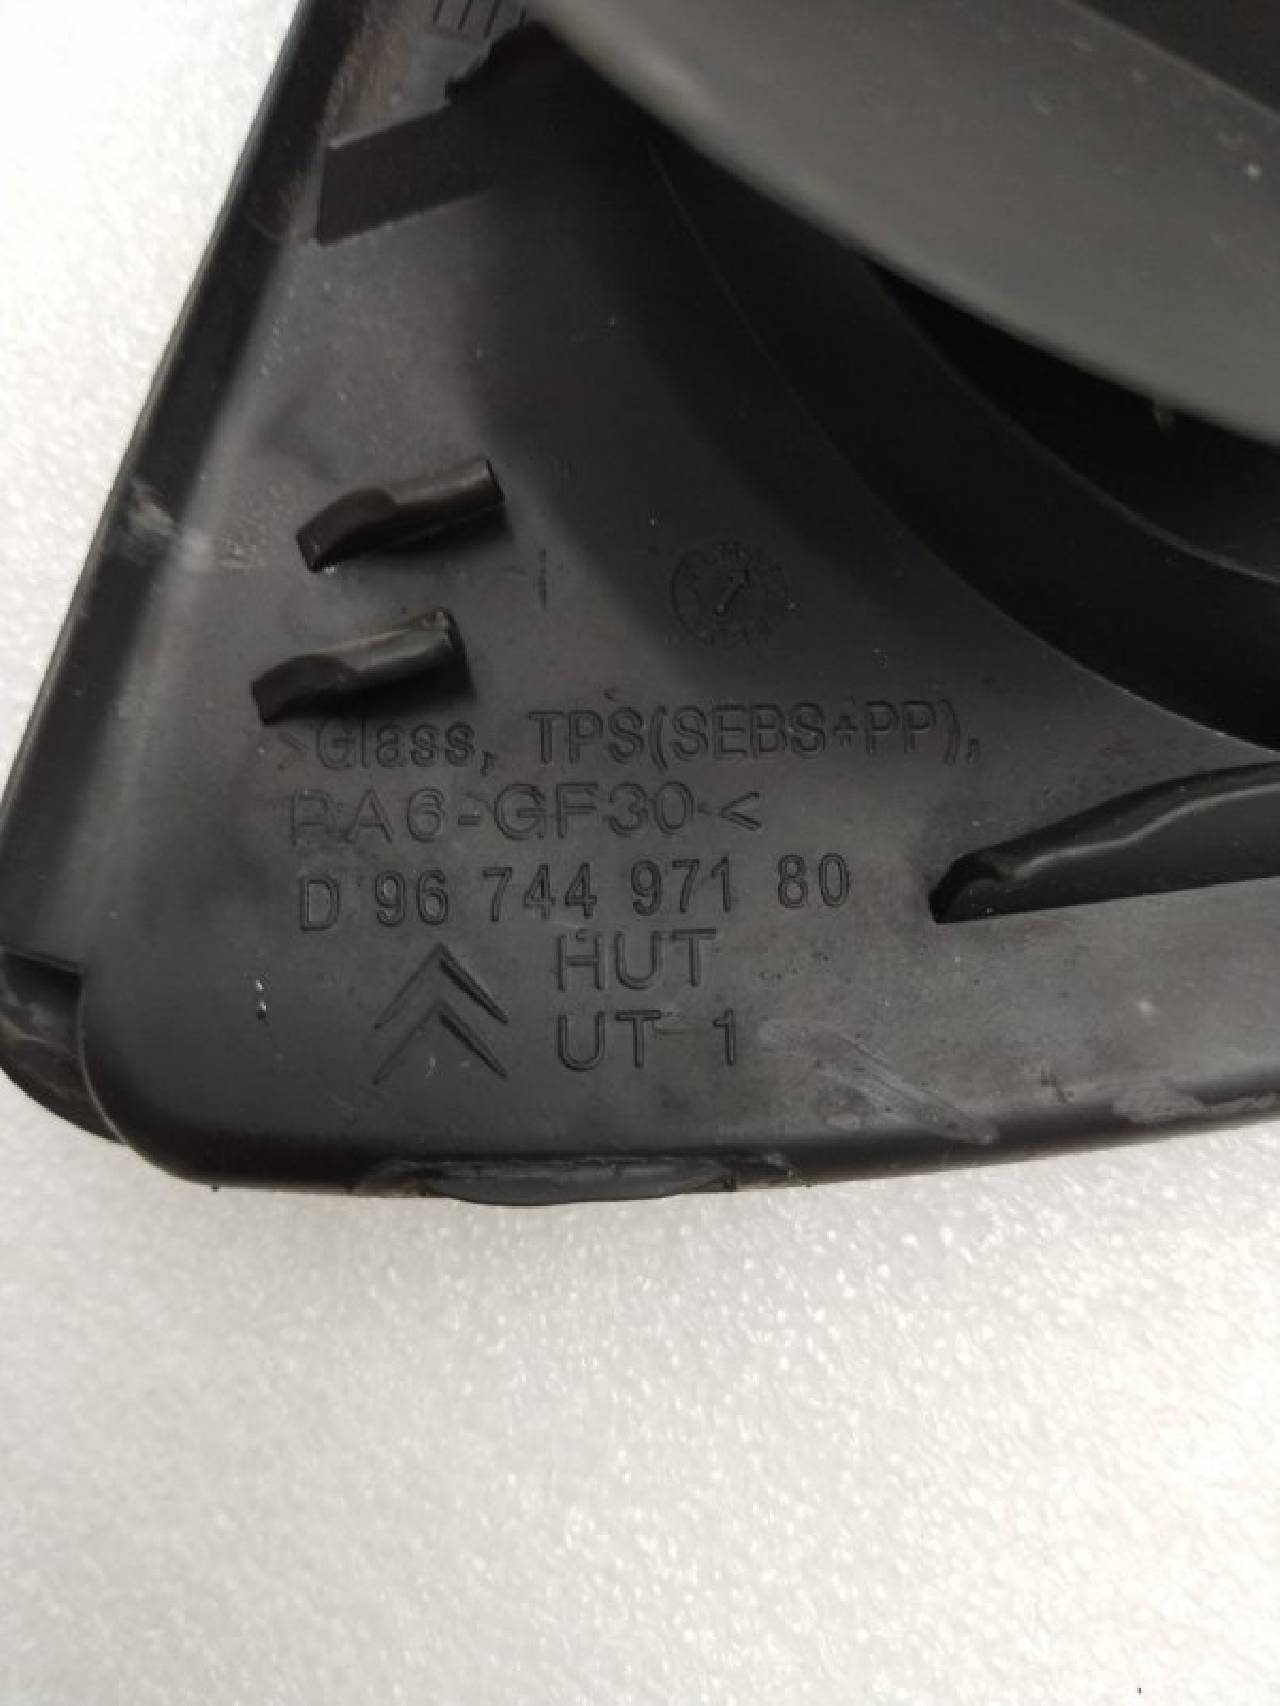 >Glass, TPS(SEBS+PP),
PA6-GF30<
D 96 744 971 80
HUT
UT 1